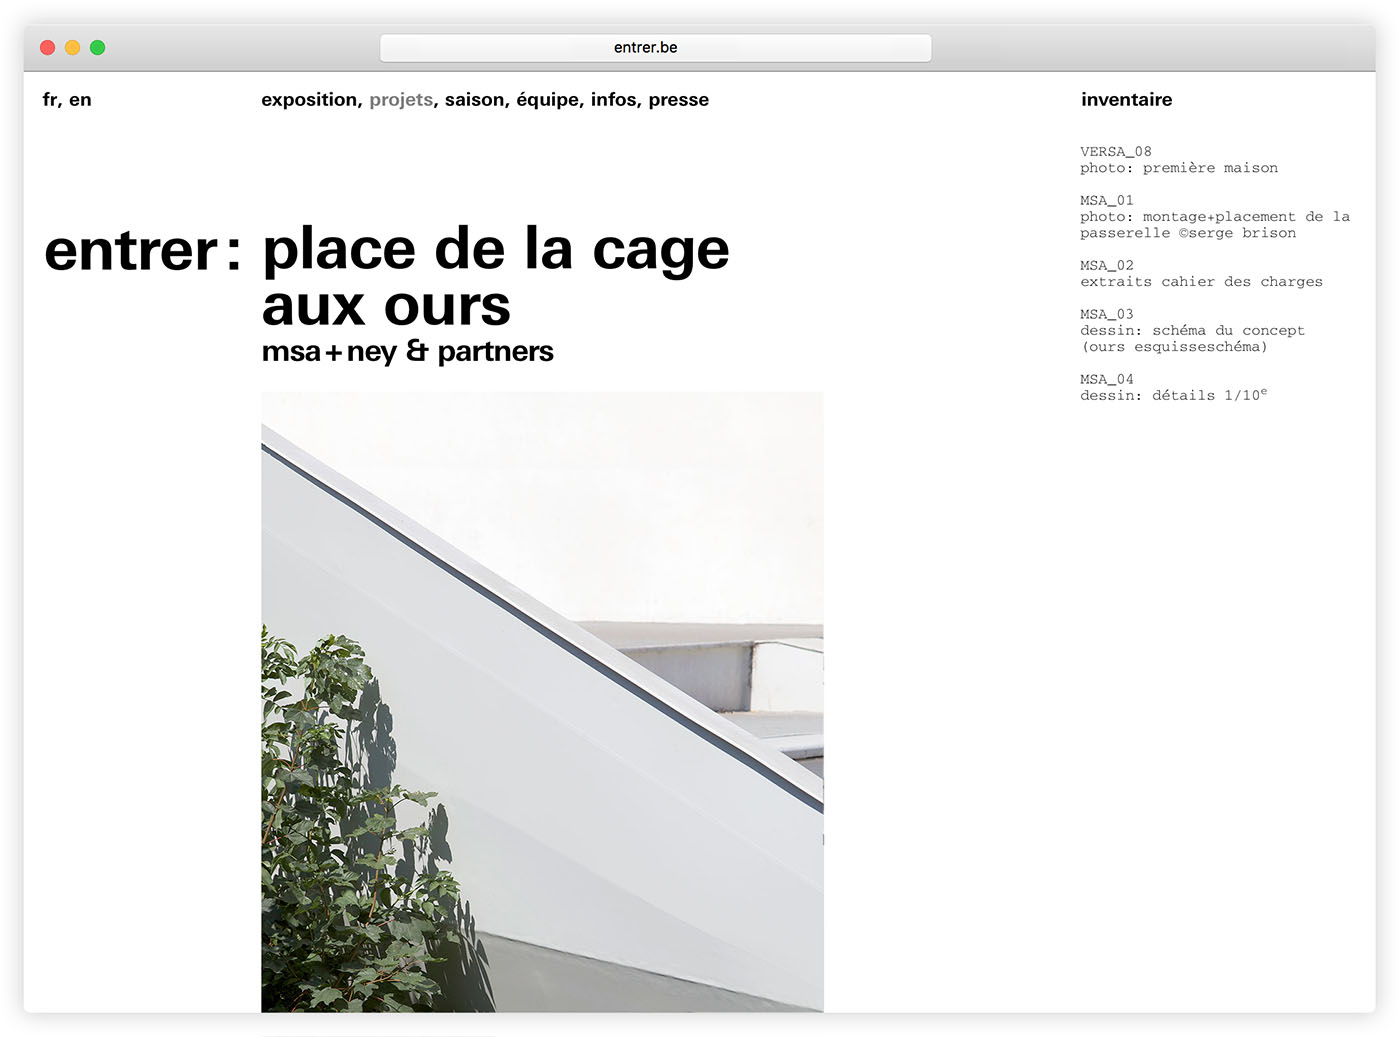 entrer.be
fr, en
exposition, projets, saison, équipe, infos, presse
inventaire
entrer: place de la cage
aux ours
msa+ney & partners
VERSA_08
photo: première maison
MSA_01
photo: montage+placement de la
passerelle ©serge brison
MSA_02
extraits cahier des charges
MSA_03
dessin: schéma du concept
(ours esquisseschéma)
MSA_04
dessin: détails 1/10ᵉ